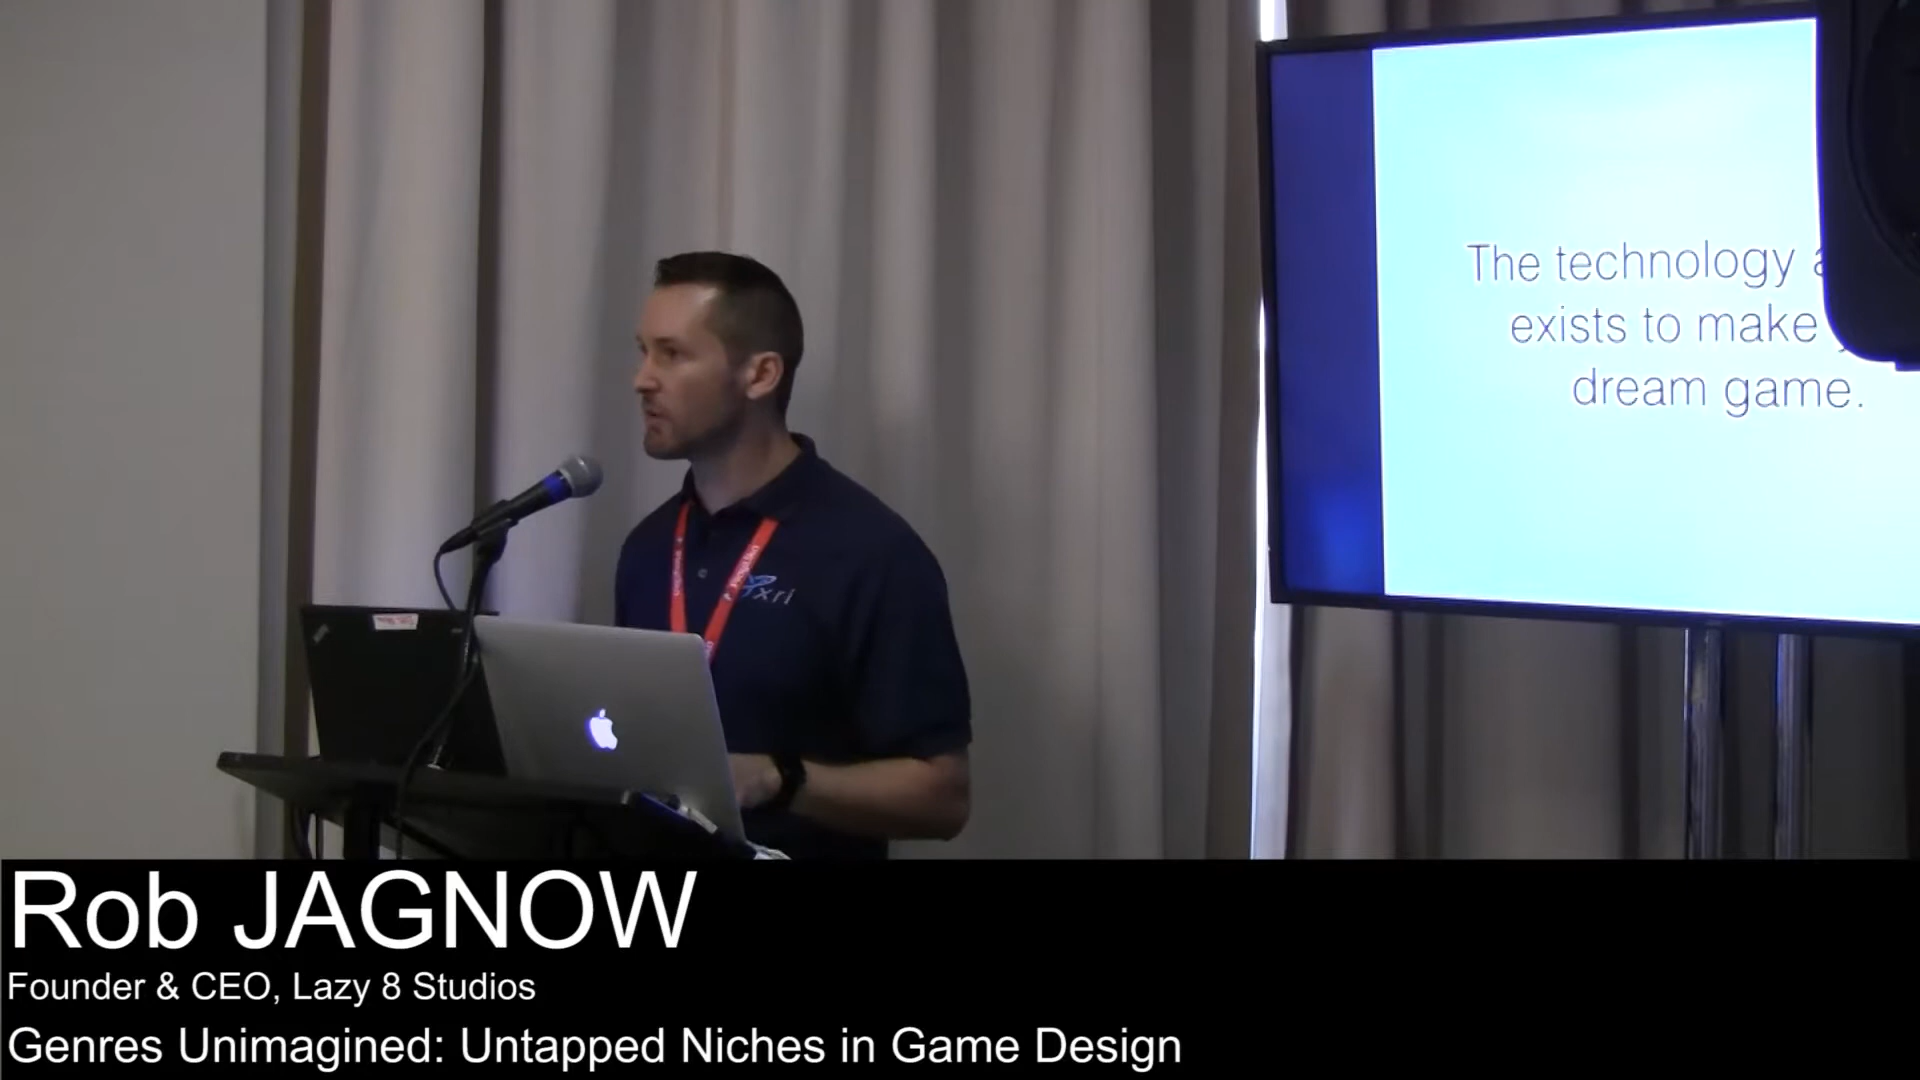 The technology
exists to make
dream game.
xri
Rob JAGNOW
Founder & CEO, Lazy 8 Studios
Genres Unimagined: Untapped Niches in Game Design